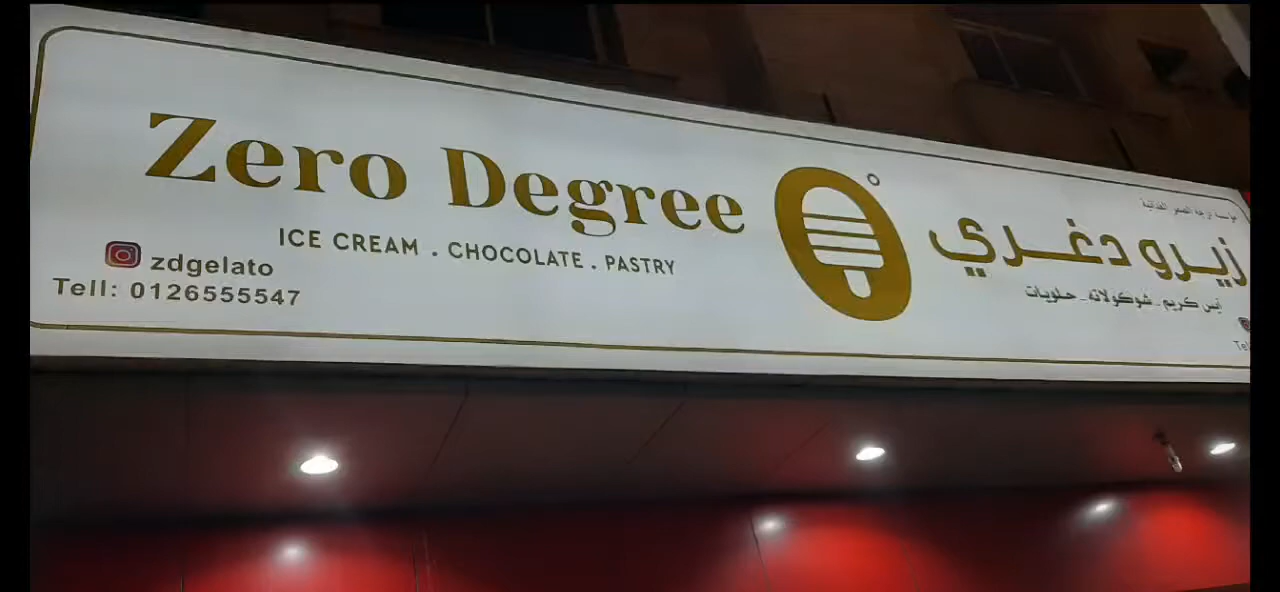 Zero Degree
ICE CREAM . CHOCOLATE . PASTRY
zdgelato
Tell: 0126555547
زيرو دغري
آيس كريم - شوكولاته - حلويات